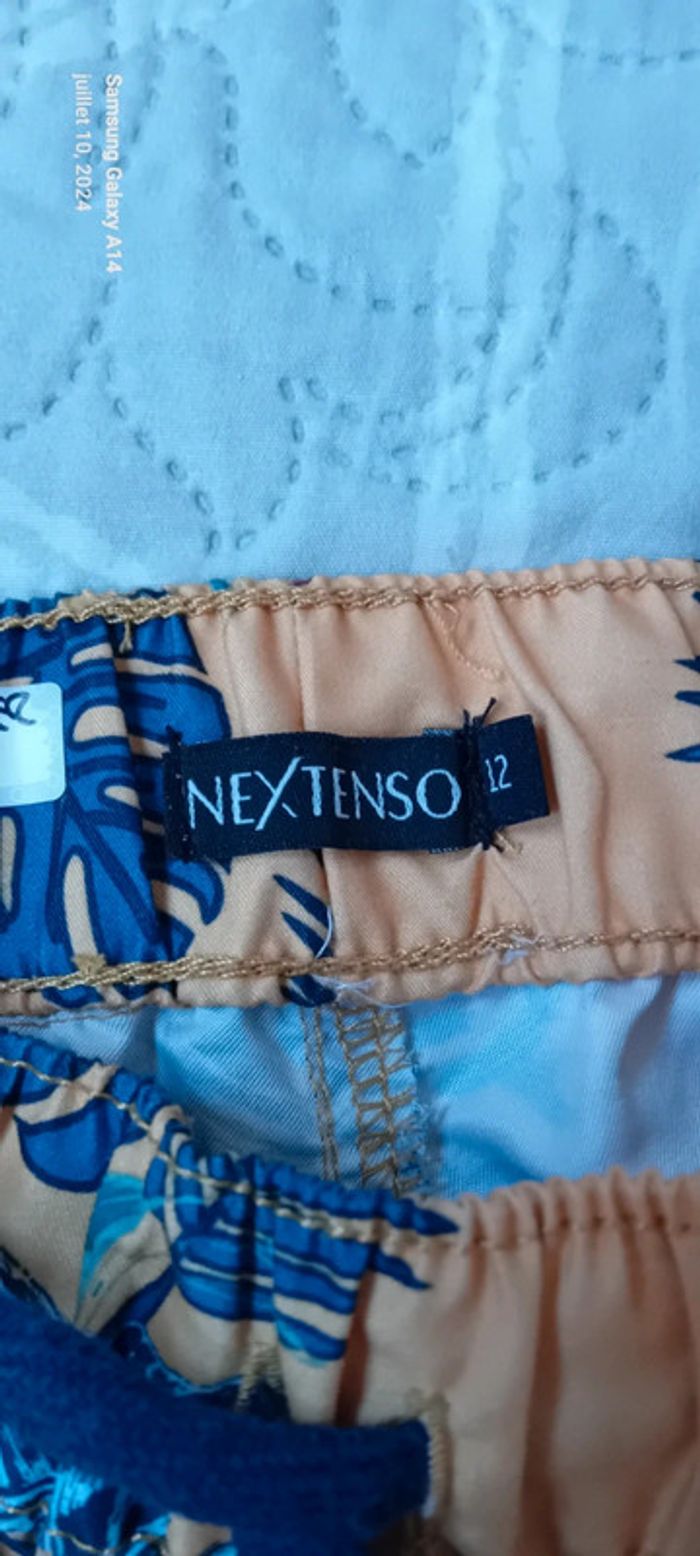 Samsung Galaxy A14
juillet 10, 2024
NEXTENSO
12